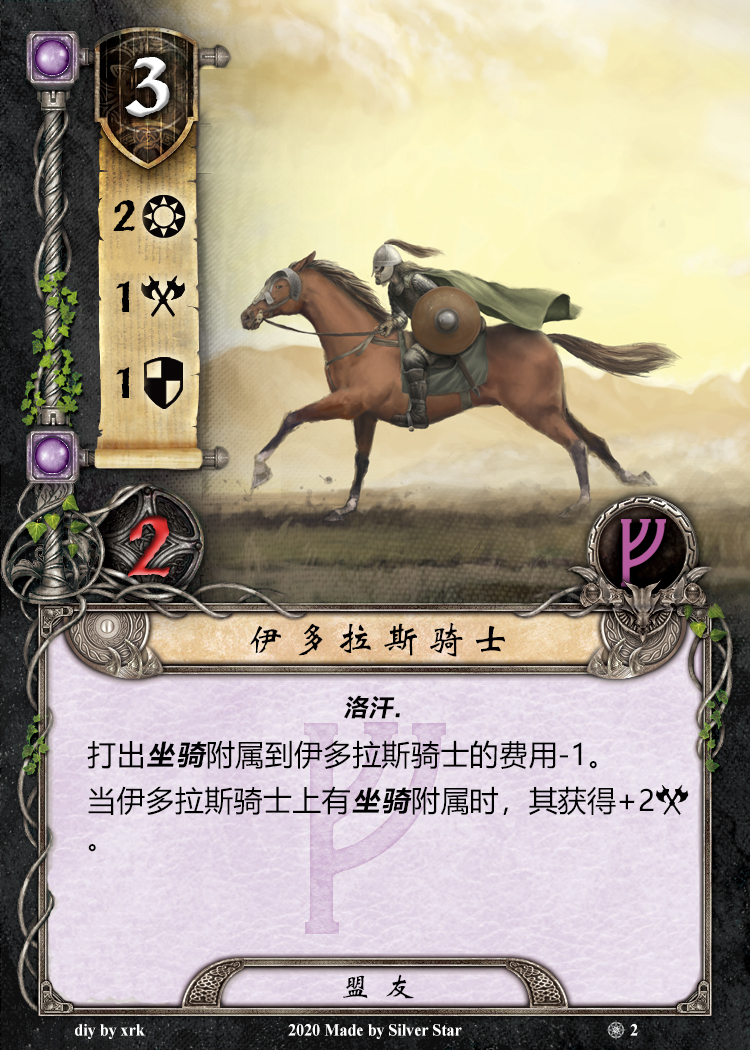 3
2
1
1
2
伊多拉斯骑士
洛汗.
打出坐骑附属到伊多拉斯骑士的费用-1。
当伊多拉斯骑士上有坐骑附属时，其获得+2
。
盟友
diy by xrk
2020 Made by Silver Star
2